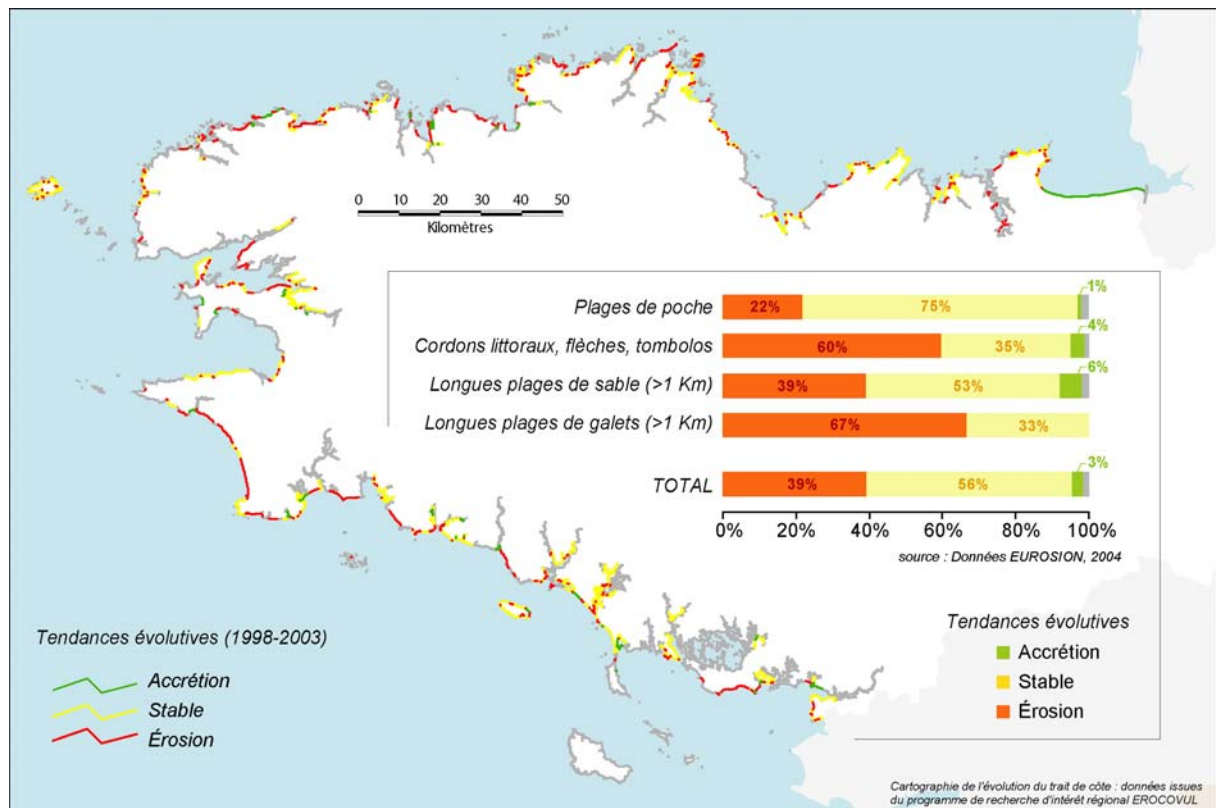 0 10 20 30 40 50
Kilomètres
Plages de poche
22%
75%
1%
Cordons littoraux, flèches, tombolos
60%
35%
4%
Longues plages de sable (>1 Km)
39%
53%
6%
Longues plages de galets (>1 Km)
67%
33%
TOTAL
39%
56%
3%
0% 20% 40% 60% 80% 100%
source : Données EUROSION, 2004
Tendances évolutives (1998-2003)
Accrétion
Stable
Érosion
Tendances évolutives
Accrétion
Stable
Érosion
Cartographie de l'évolution du trait de côte : données issues
du programme de recherche d'intérêt régional EROCOVUL